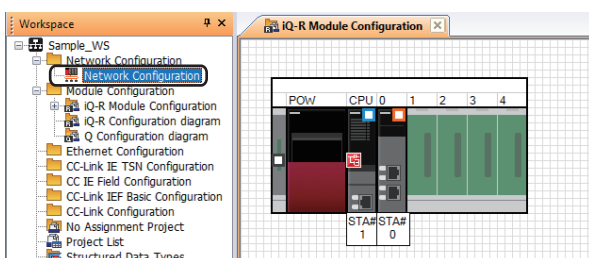 Workspace
Sample_WS
Network Configuration
Network Configuration
Module Configuration
iQ-R Module Configuration
iQ-R Configuration diagram
Q Configuration diagram
Ethernet Configuration
CC-Link IE TSN Configuration
CC IE Field Configuration
CC-Link IEF Basic Configuration
CC-Link Configuration
No Assignment Project
Project List
Structured Data Types
iQ-R Module Configuration
POW CPU 0 1 2 3 4
STA# STA#
1 0